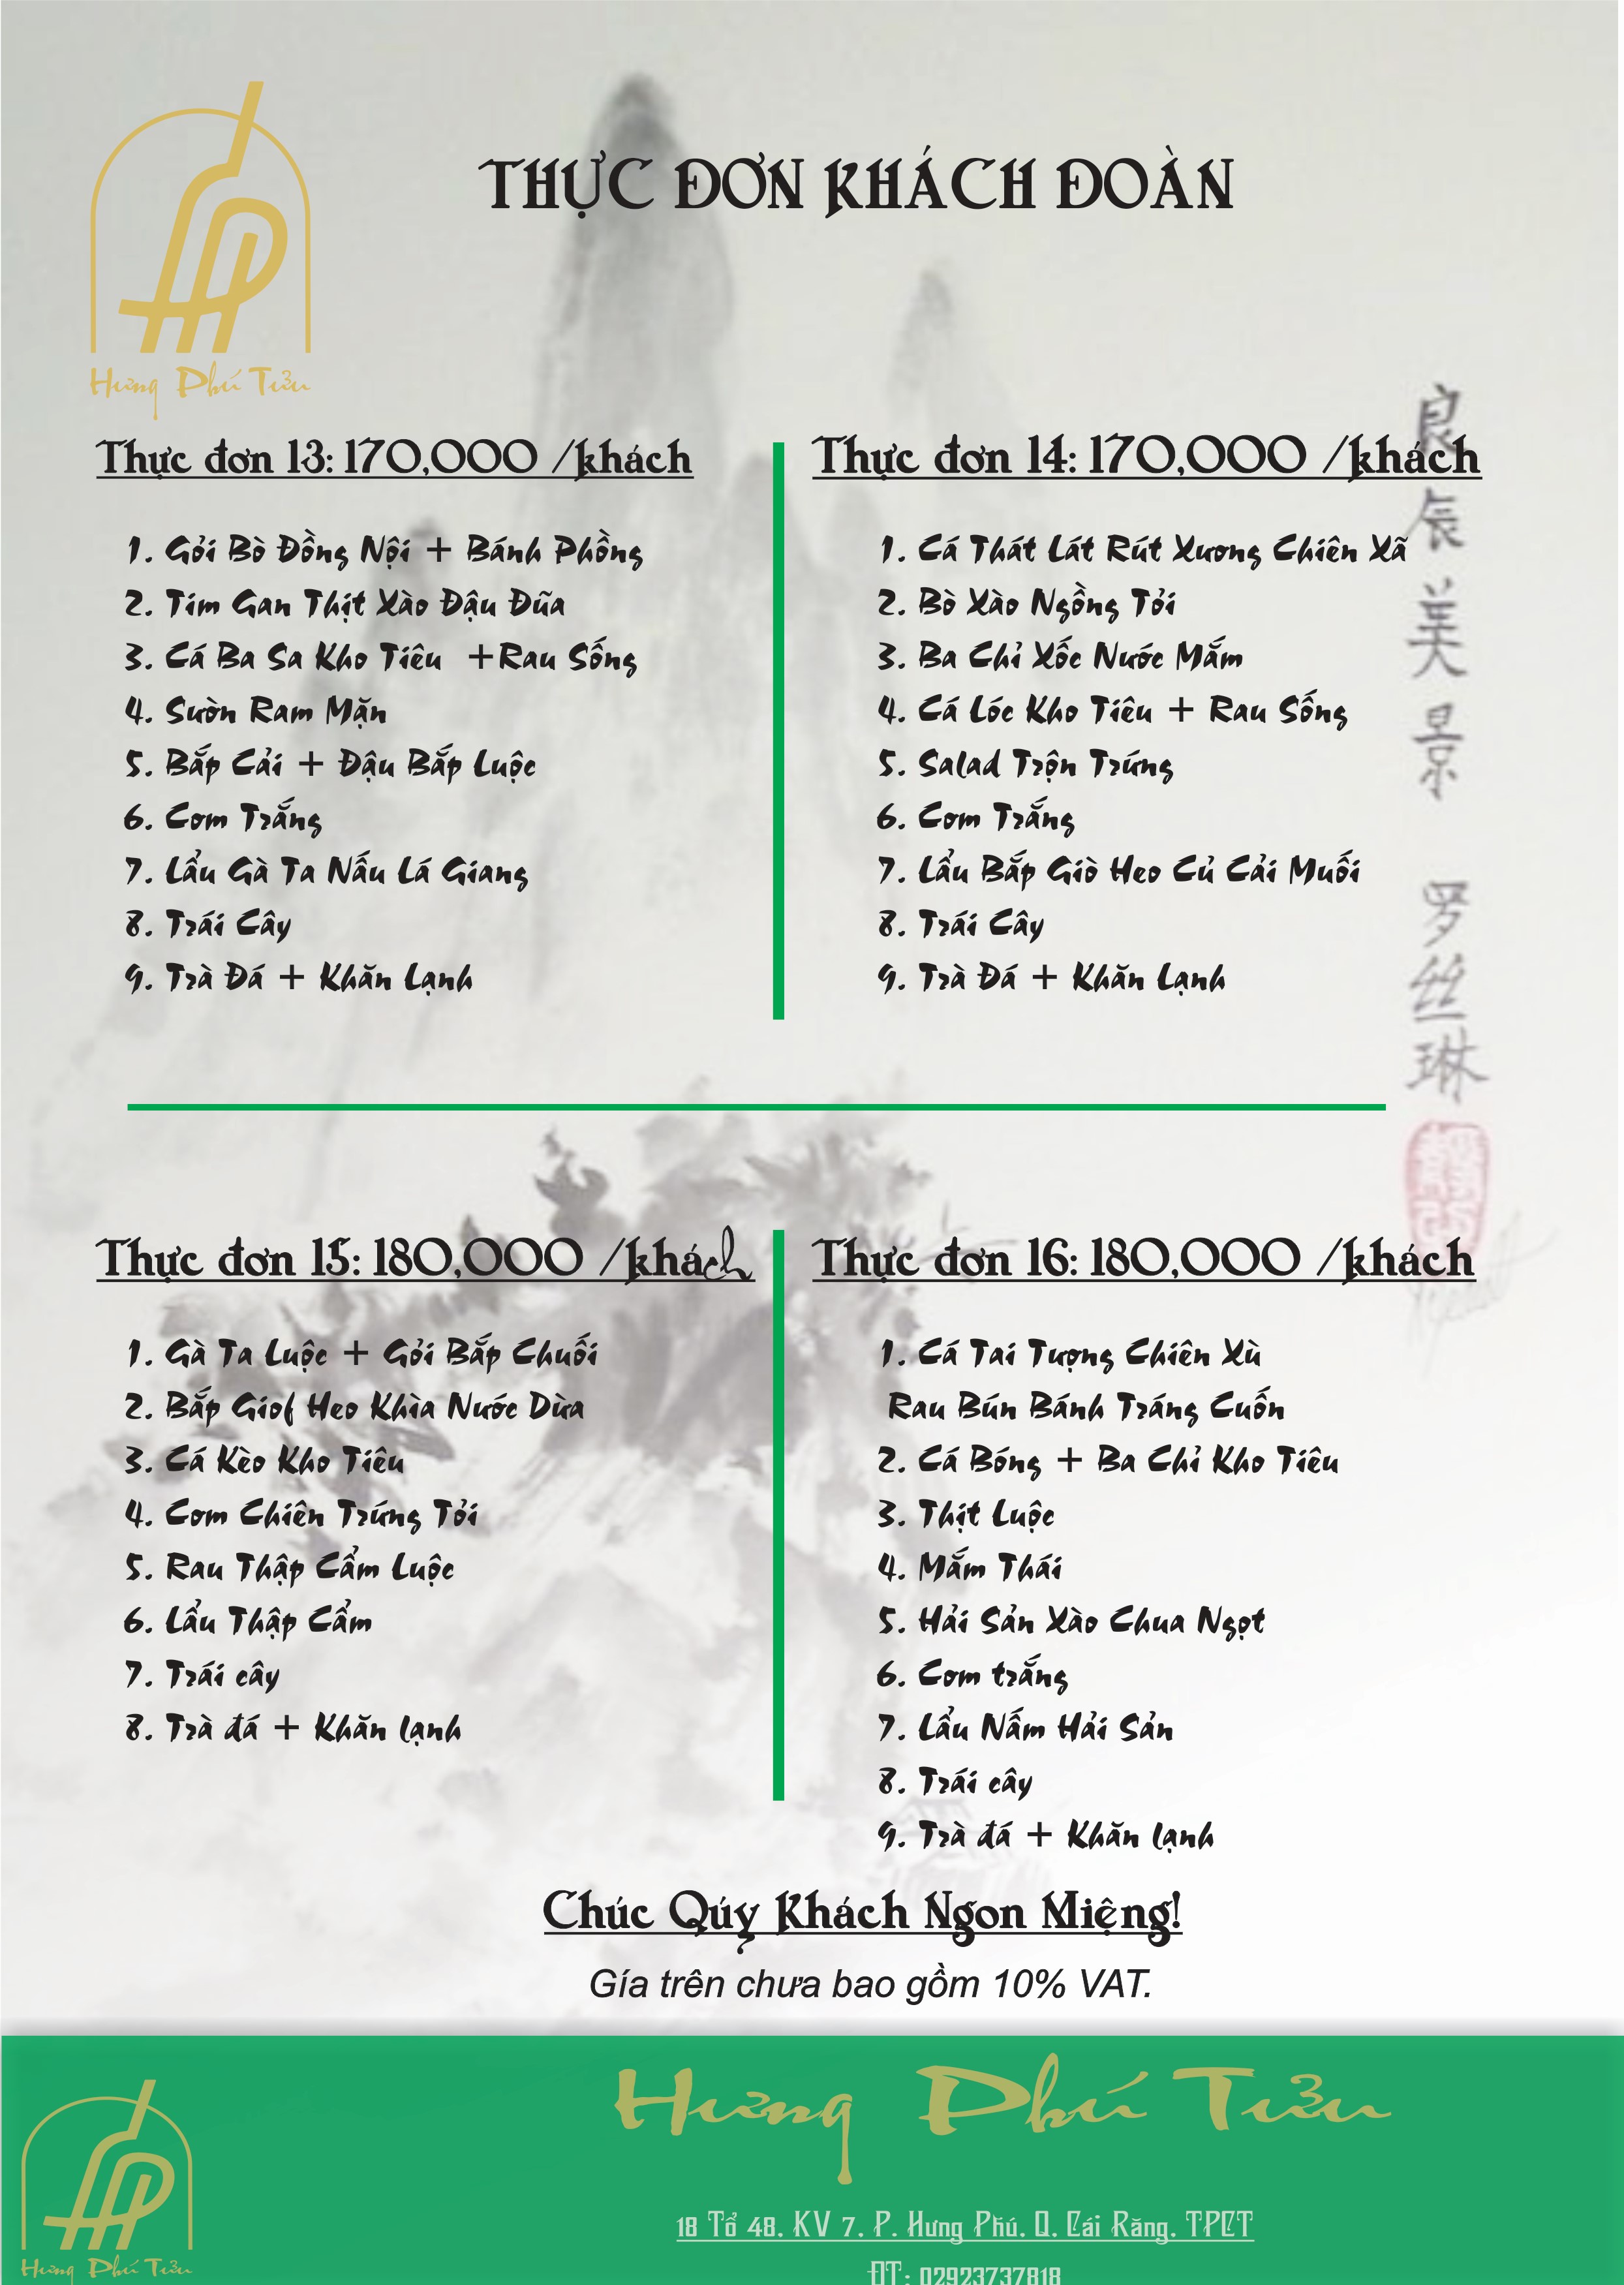 Hưng Phú Tửu
THỰC ĐƠN KHÁCH ĐOÀN
Thực đơn 13: 170,000 /khách
1. Gỏi Bò Đồng Nội + Bánh Phồng
2. Tim Gan Thịt Xào Đậu Đũa
3. Cá Ba Sa Kho Tiêu +Rau Sống
4. Sườn Ram Mặn
5. Bắp Cải + Đậu Bắp Luộc
6. Cơm Trắng
7. Lẩu Gà Ta Nấu Lá Giang
8. Trái Cây
9. Trà Đá + Khăn Lạnh
Thực đơn 14: 170,000 /khách
1. Cá Thát Lát Rút Xương Chiên Xã
2. Bò Xào Ngồng Tỏi
3. Ba Chỉ Xốc Nước Mắm
4. Cá Lóc Kho Tiêu + Rau Sống
5. Salad Trộn Trứng
6. Cơm Trắng
7. Lẩu Bắp Giò Heo Củ Cải Muối
8. Trái Cây
9. Trà Đá + Khăn Lạnh
良辰美景 罗丝琳
Thực đơn 15: 180,000 /khách
1. Gà Ta Luộc + Gỏi Bắp Chuối
2. Bắp Giof Heo Khìa Nước Dừa
3. Cá Kèo Kho Tiêu
4. Cơm Chiên Trứng Tỏi
5. Rau Thập Cẩm Luộc
6. Lẩu Thập Cẩm
7. Trái cây
8. Trà đá + Khăn lạnh
Thực đơn 16: 180,000 /khách
1. Cá Tai Tượng Chiên Xù
Rau Bún Bánh Tráng Cuốn
2. Cá Bóng + Ba Chỉ Kho Tiêu
3. Thịt Luộc
4. Mắm Thái
5. Hải Sản Xào Chua Ngọt
6. Cơm trắng
7. Lẩu Nấm Hải Sản
8. Trái cây
9. Trà đá + Khăn lạnh
Chúc Qúy Khách Ngon Miệng!
Gía trên chưa bao gồm 10% VAT.
Hưng Phú Tửu
Hưng Phú Tửu
18 Tổ 48, KV 7, P. Hưng Phú, Q. Cái Răng, TPCT
ĐT: 02923737818